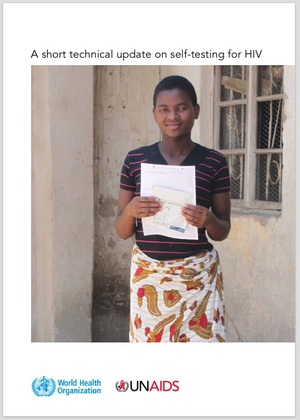 A short technical update on self-testing for HIV
World Health
Organization
UNAIDS